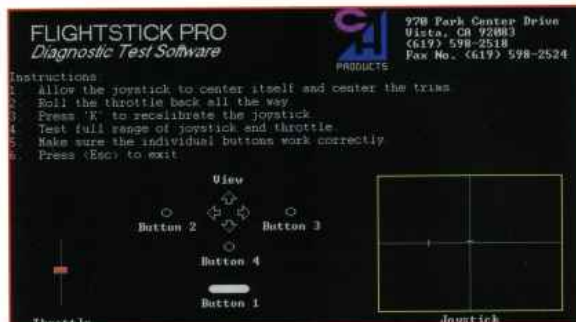 FLIGHTSTICK PRO
Diagnostic Test Software
CH
PRODUCTS
970 Park Center Drive
Vista, CA 92083
(619) 598-2518
Fax No. (619) 598-2524
Instructions
1. Allow the joystick to center itself and center the trims
2. Roll the throttle back all the way
3. Press 'K' to recalibrate the joystick
4. Test full range of joystick and throttle
5. Make sure the individual buttons work correctly
6. Press (Esc) to exit
View
Button 2
Button 3
Button 4
Button 1
Throttle
Joystick